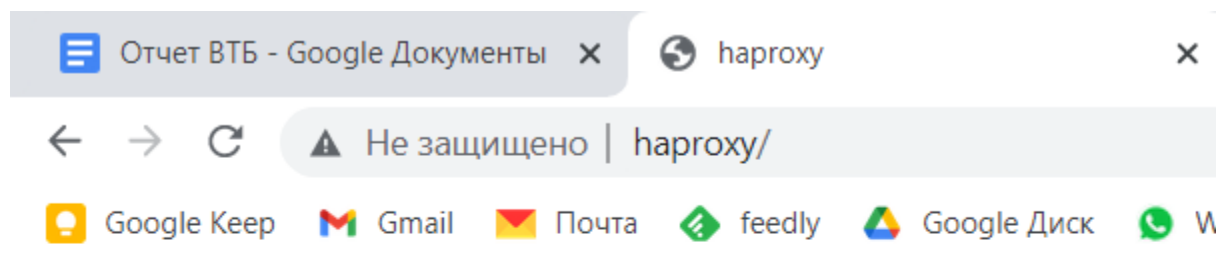 Отчет ВТБ - Google Документы haproxy
Не защищено | haproxy/
Google Keep Gmail Почта feedly Google Диск W